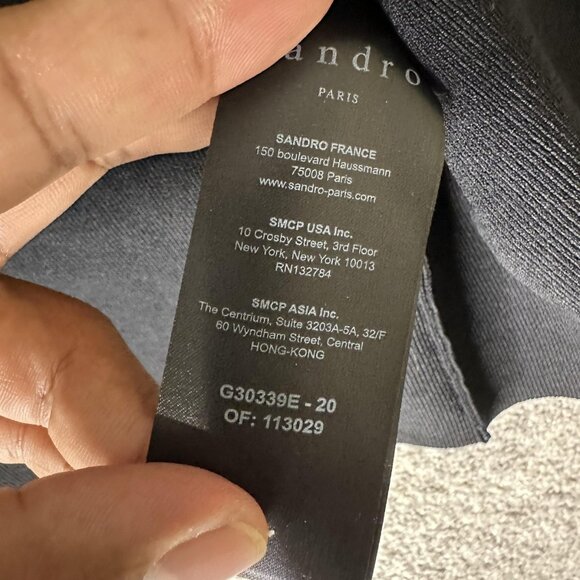 andro
PARIS
SANDRO FRANCE
150 boulevard Haussmann
75008 Paris
www.sandro-paris.com
SMCP USA Inc.
10 Crosby Street, 3rd Floor
New York, New York 10013
RN132784
SMCP ASIA Inc.
The Centrium, Suite 3203A-5A, 32/F
60 Wyndham Street, Central
HONG-KONG
G30339E - 20
OF: 113029